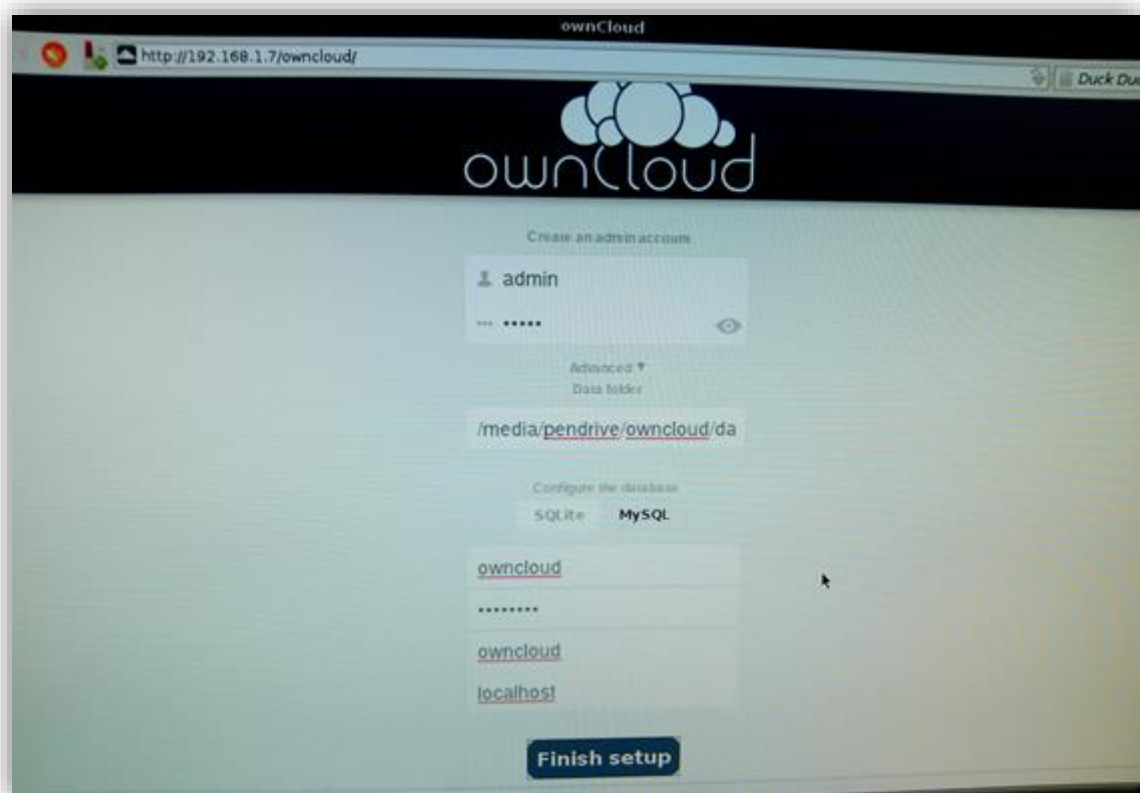 ownCloud
http://192.168.1.7/owncloud/
Duck Du
ownCloud
Create an admin account
admin
•••••
Advanced ▼
Data folder
/media/pendrive/owncloud/da
Configure the database
SQLite MySQL
owncloud
••••••••
owncloud
localhost
Finish setup